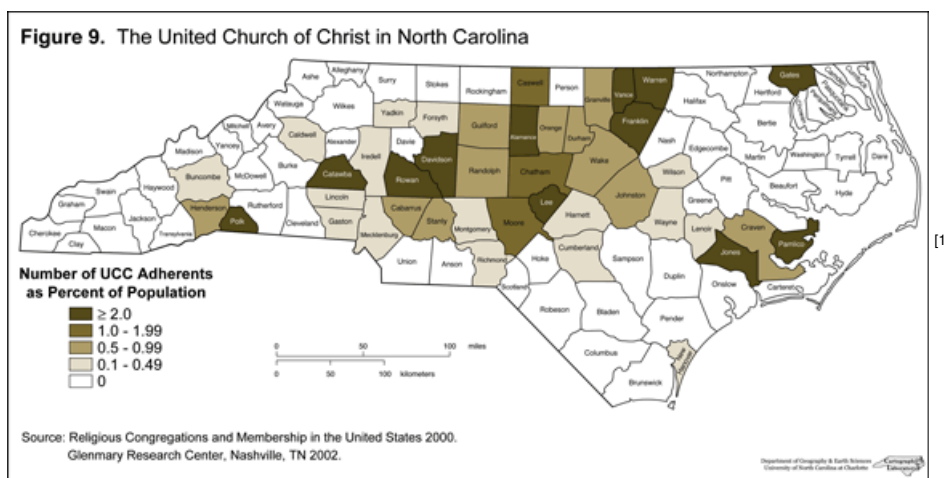 Figure 9. The United Church of Christ in North Carolina
Ashe
Alleghany
Surry
Stokes
Rockingham
Caswell
Person
Granville
Vance
Warren
Northampton
Gates
Hertford
Halifax
Watauga
Wilkes
Yadkin
Forsyth
Guilford
Alamance
Orange
Durham
Franklin
Nash
Bertie
Mitchell
Avery
Caldwell
Alexander
Davie
Iredell
Davidson
Randolph
Chatham
Wake
Edgecombe
Martin
Washington
Tyrrell
Dare
Madison
Yancey
Burke
Catawba
Rowan
Wilson
Pitt
Beaufort
Hyde
Buncombe
McDowell
Haywood
Swain
Graham
Lincoln
Cabarrus
Stanly
Montgomery
Moore
Lee
Harnett
Johnston
Greene
Wayne
Lenoir
Craven
Pamlico
Jones
Henderson
Polk
Rutherford
Cleveland
Gaston
Mecklenburg
Jackson
Transylvania
Macon
Cherokee
Clay
Union
Anson
Richmond
Hoke
Cumberland
Sampson
Duplin
Onslow
Carteret
Scotland
Robeson
Bladen
Pender
Columbus
Brunswick
New
Hanover
Number of UCC Adherents
as Percent of Population
≥ 2.0
1.0 - 1.99
0.5 - 0.99
0.1 - 0.49
0
0 50 100 miles
0 50 100 kilometers
Source: Religious Congregations and Membership in the United States 2000.
Glenmary Research Center, Nashville, TN 2002.
Department of Geography & Earth Sciences
University of North Carolina at Charlotte
[1